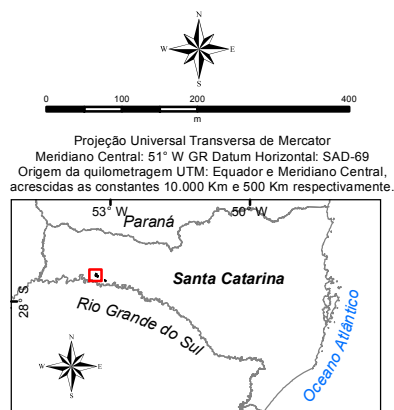 N
W E
S
0 100 200 400
m
Projeção Universal Transversa de Mercator
Meridiano Central: 51° W GR Datum Horizontal: SAD-69
Origem da quilometragem UTM: Equador e Meridiano Central,
acrescidas as constantes 10.000 Km e 500 Km respectivamente.
53° W 50° W
Paraná
Santa Catarina
28° S
Rio Grande do Sul
Oceano Atlântico
N
W E
S